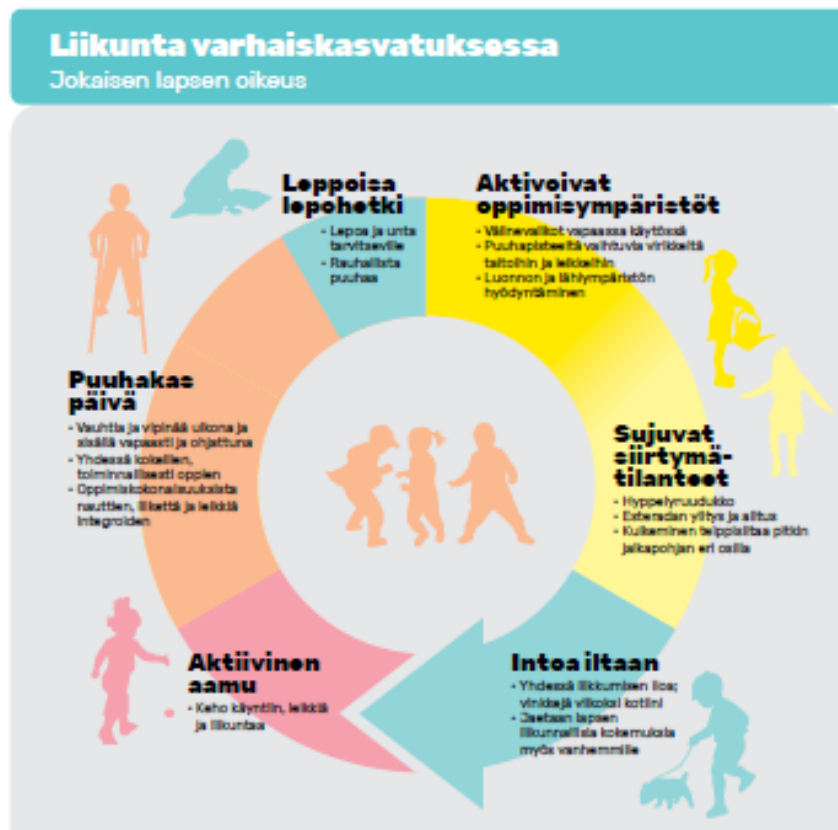 Liikunta varhaiskasvatuksessa
Jokaisen lapsen oikeus
Leppoisa
lepohetki
- Lepoa ja unta
tarvitseville
- Rauhallista
puuhaa
Aktivoivat
oppimisympäristöt
- Välinevalikot vapaassa käytössä
- Puuhapisteeltä vaihtuvia virikkeitä
taitoihin ja leikkeihin
- Luonnon ja lähiympäristön
hyödyntäminen
Puuhakas
päivä
- Vauhtia ja vipinää ulkona ja
sisällä vapaasti ja ohjattuna
- Yhdessä kokeillen,
toiminnallisesti oppien
- Oppimiskokonaisuuksista
nauttien, liikettä ja leikkiä
integroiden
Sujuvat
siirtymä-
tilanteet
- Hyppelyruudukko
- Esteradan ylitys ja alitus
- Kulkeminen teippialtaa pitkin
jalkapohjan eri osilla
Aktiivinen
aamu
- Keho käyntiin, leikkiä
ja liikuntaa
Intoa iltaan
- Yhdessä liikkumisen iloa;
vinkkejä viikoksi kotiin!
- Jaetaan lapsen
liikunnallisia kokemuksia
myös vanhemmille